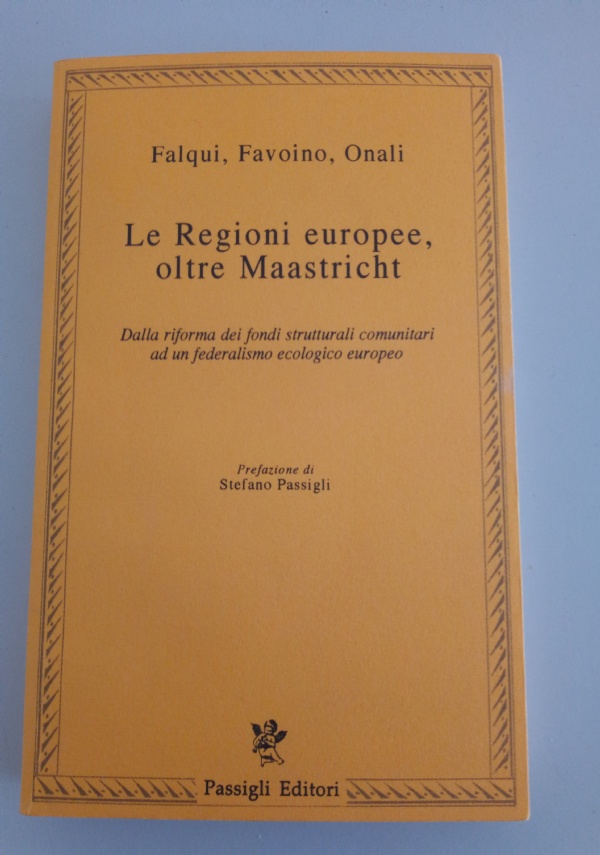 Falqui, Favoino, Onali
Le Regioni europee,
oltre Maastricht
Dalla riforma dei fondi strutturali comunitari
ad un federalismo ecologico europeo
Prefazione di
Stefano Passigli
Passigli Editori